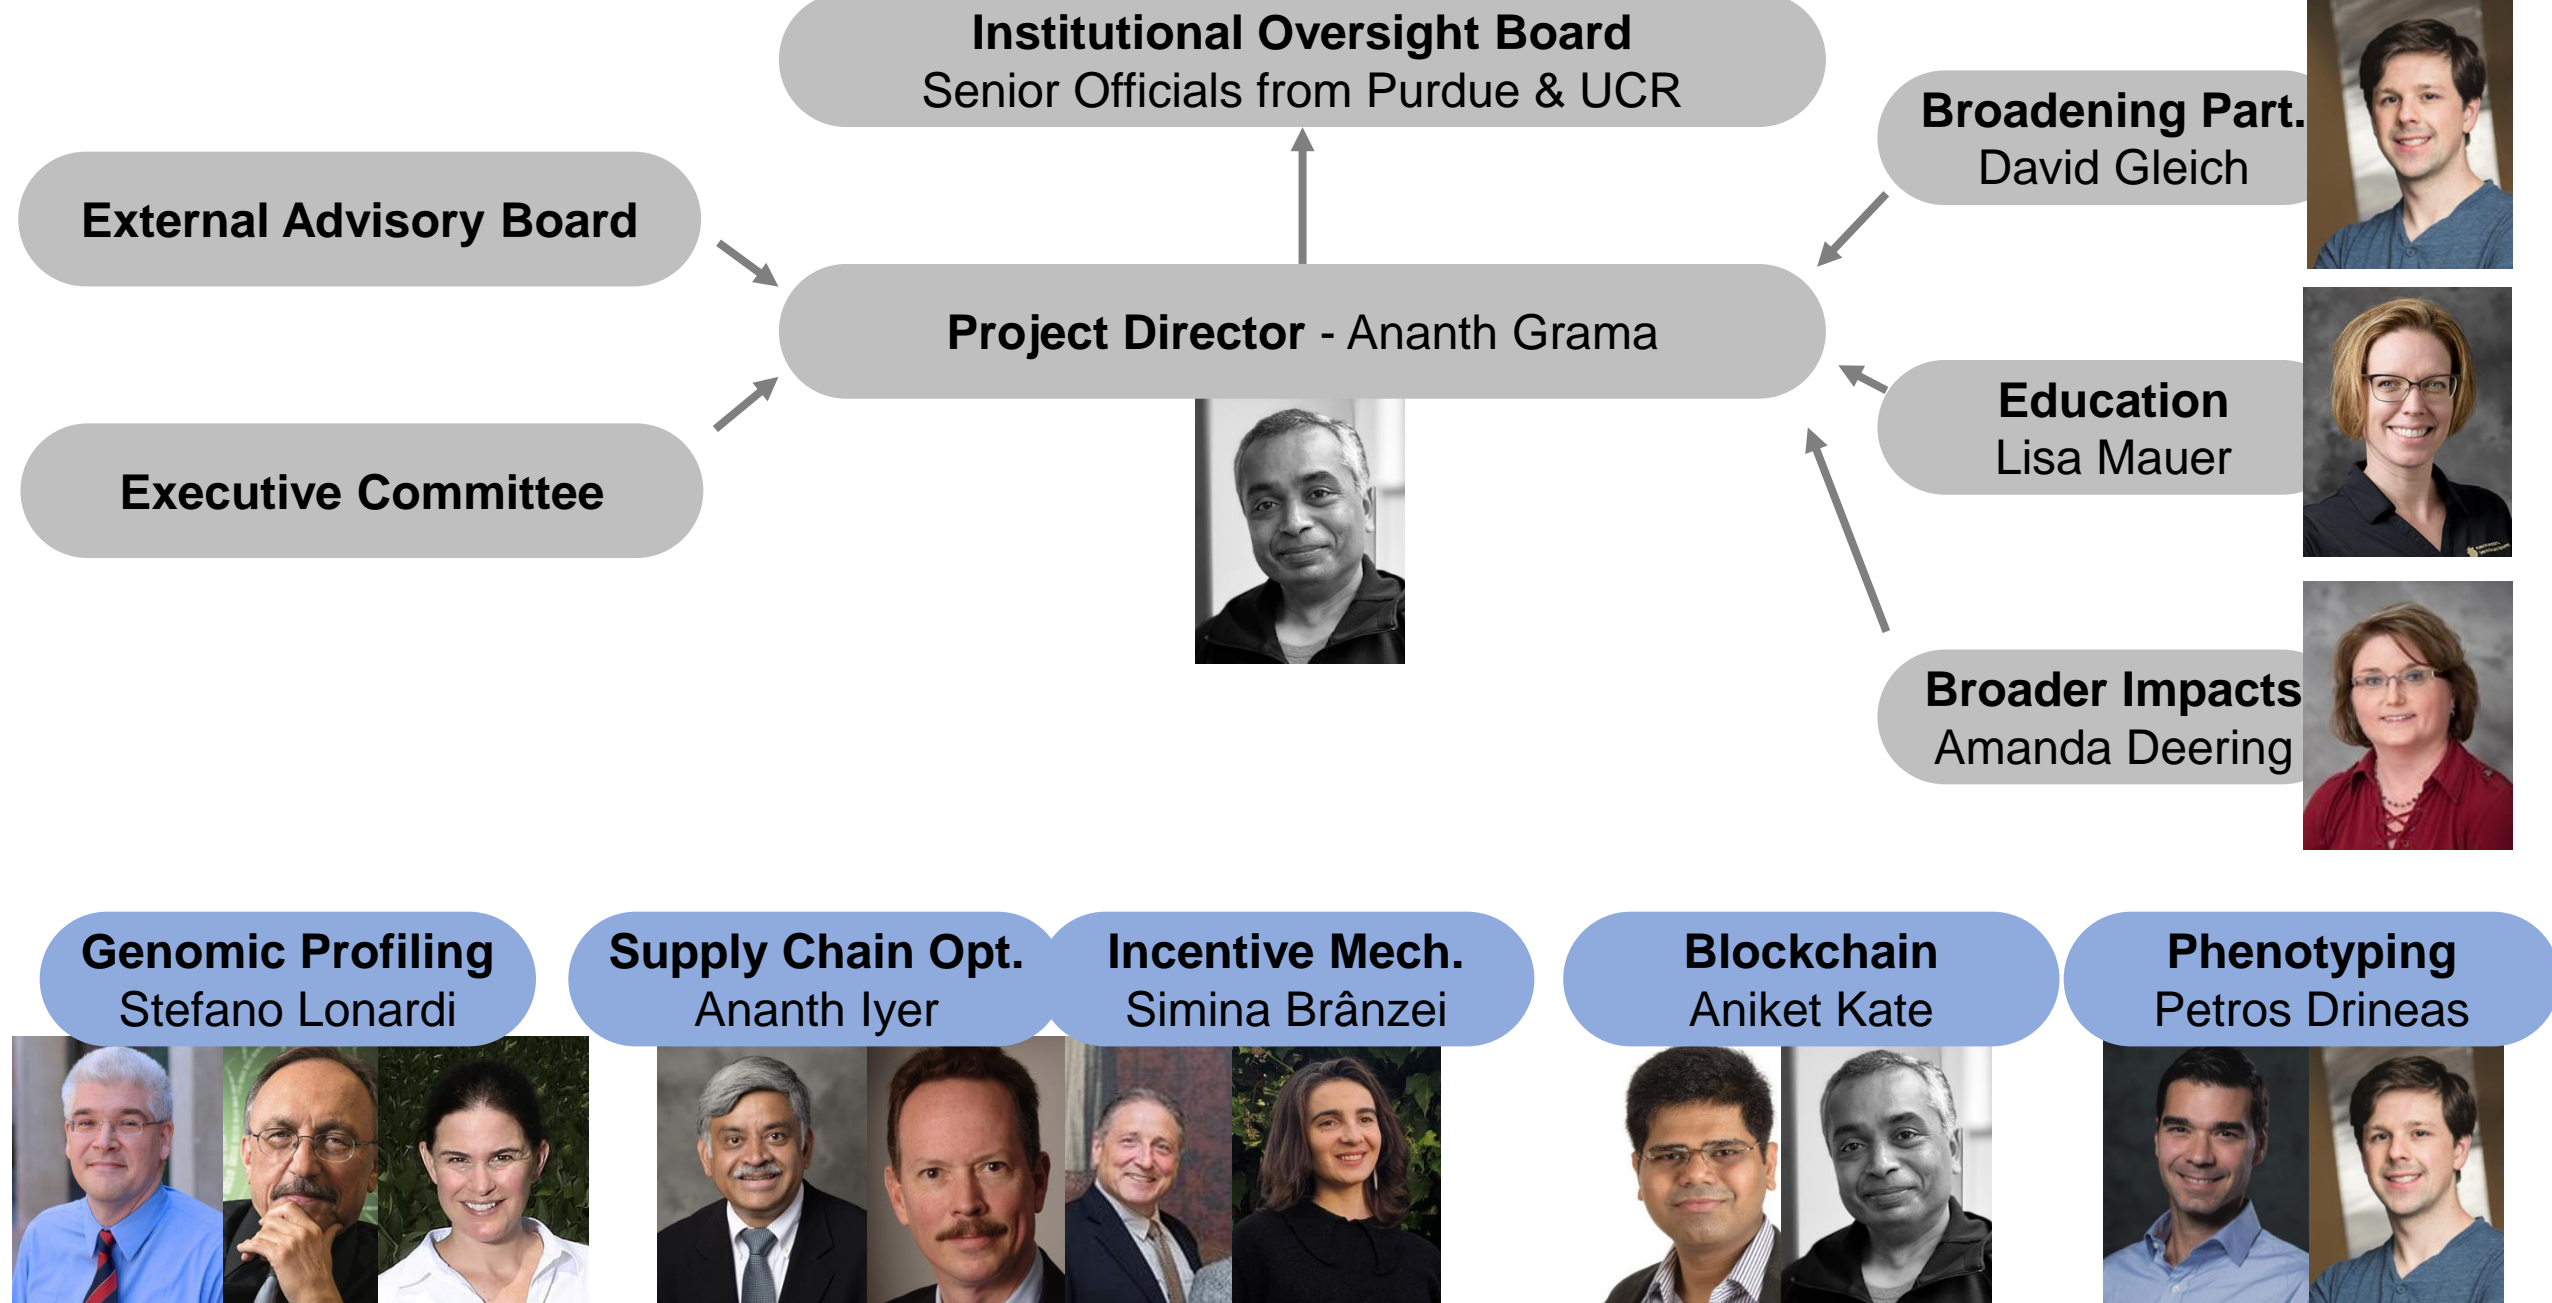 Institutional Oversight Board
Senior Officials from Purdue & UCR
Broadening Part.
David Gleich
External Advisory Board
Project Director - Ananth Grama
Education
Lisa Mauer
Executive Committee
Broader Impacts
Amanda Deering
Genomic Profiling
Stefano Lonardi
Supply Chain Opt.
Ananth Iyer
Incentive Mech.
Simina Brânzei
Blockchain
Aniket Kate
Phenotyping
Petros Drineas